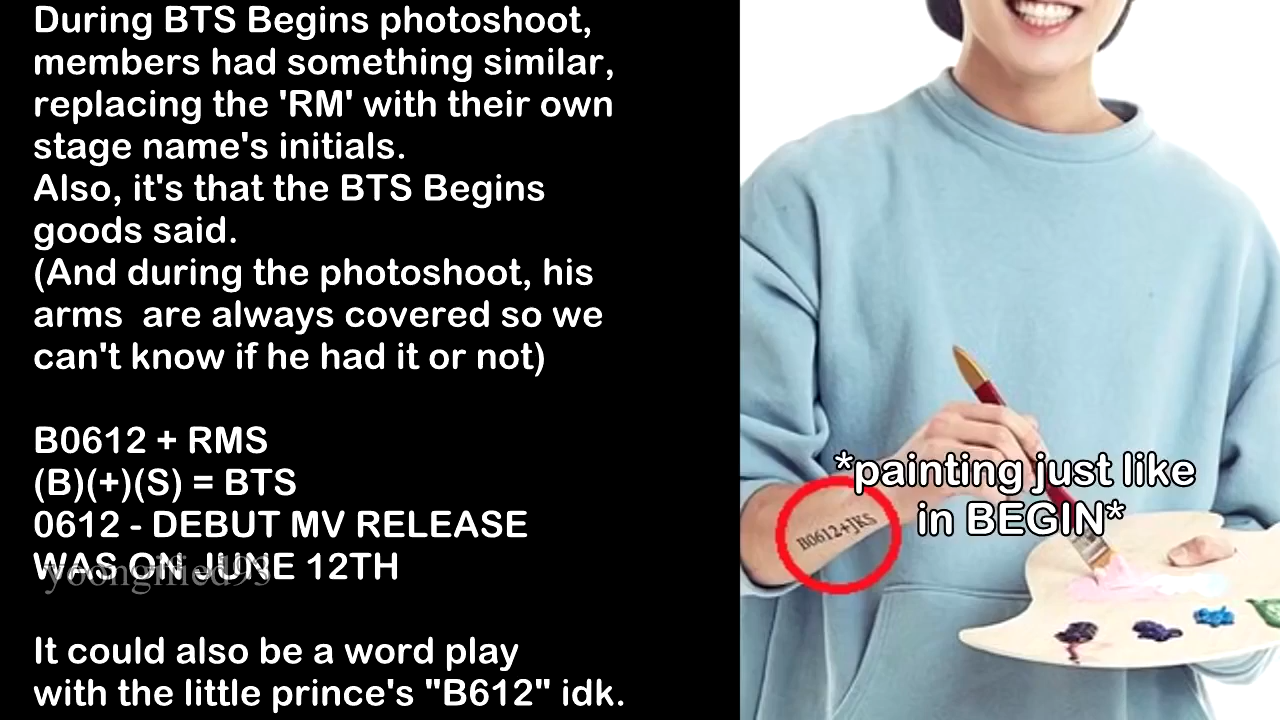 During BTS Begins photoshoot,
members had something similar,
replacing the 'RM' with their own
stage name's initials.
Also, it's that the BTS Begins
goods said.
(And during the photoshoot, his
arms  are always covered so we
can't know if he had it or not)
B0612 + RMS
(B)(+)(S) = BTS
0612 - DEBUT MV RELEASE
WAS ON JUNE 12TH
yoongified93
It could also be a word play
with the little prince's "B612" idk.
*painting just like
in BEGIN*
B0612+JKS